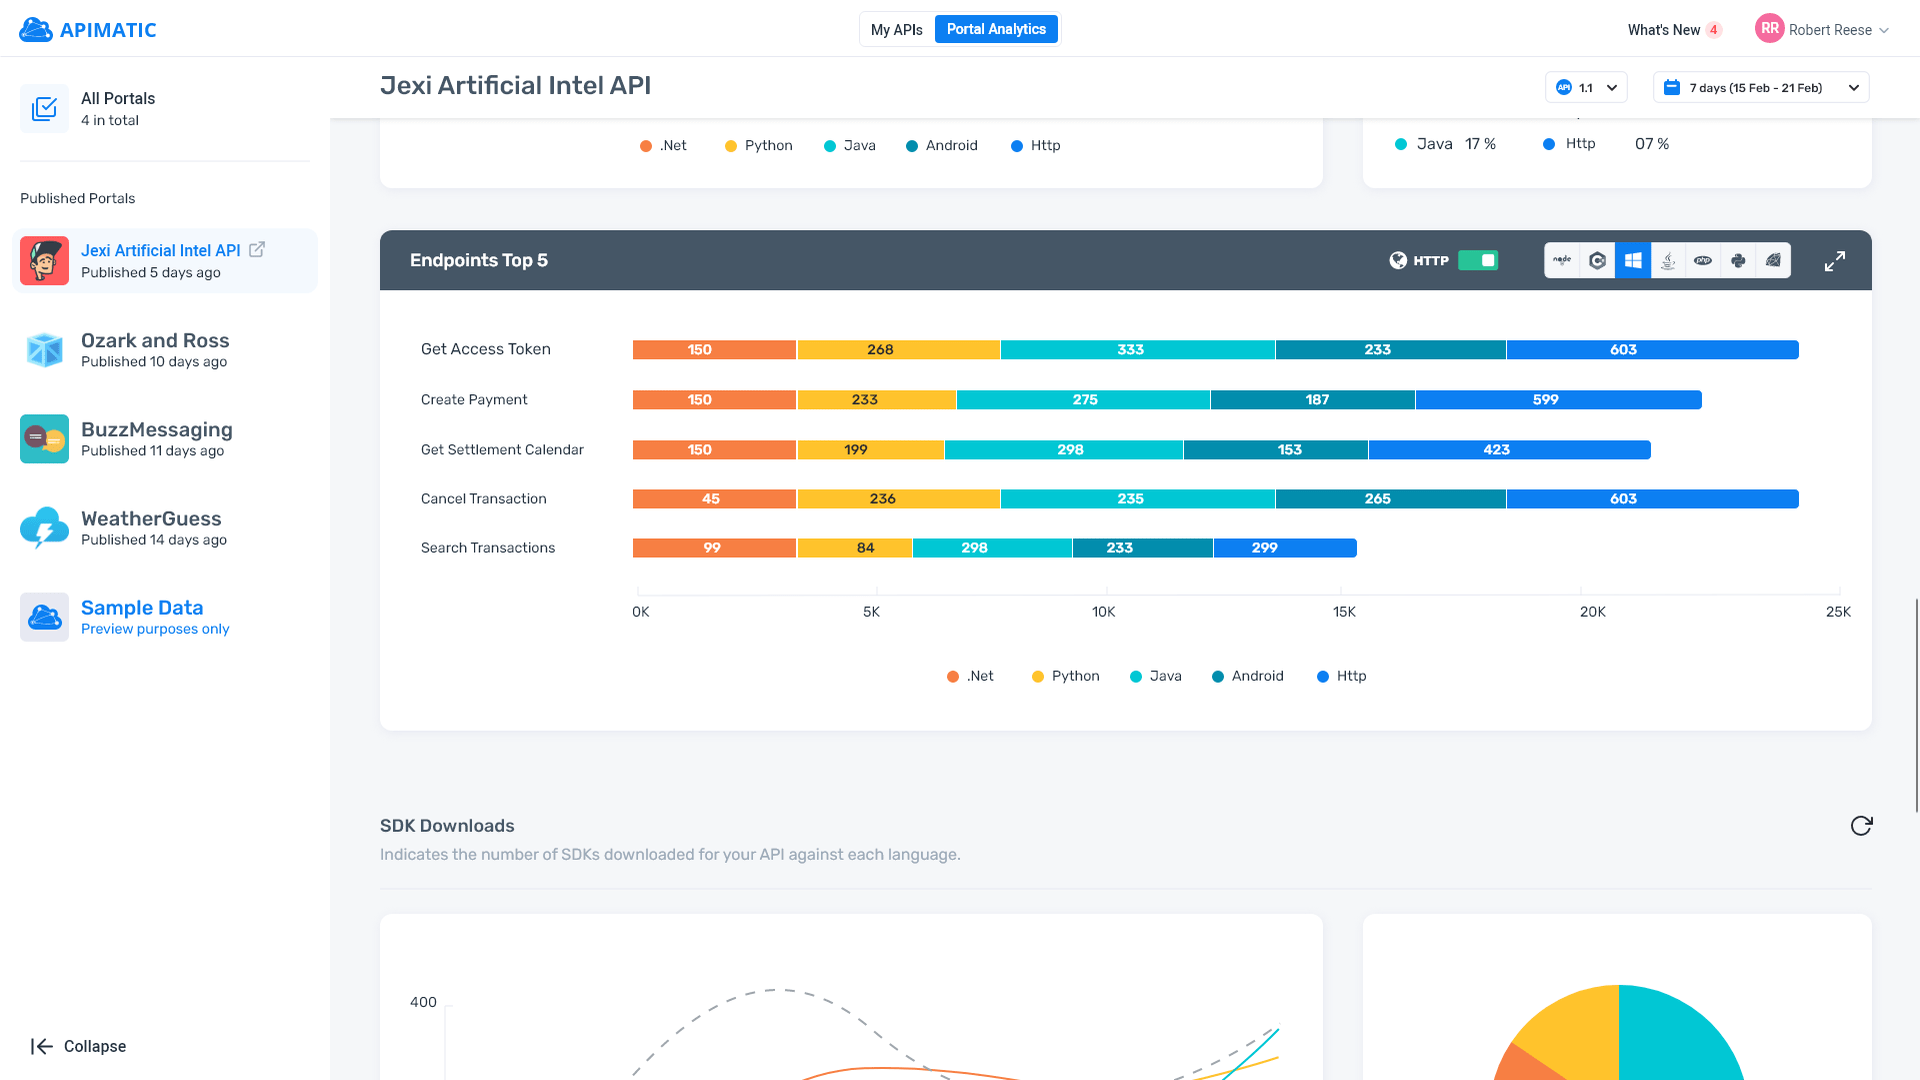 APIMATIC
My APIs
Portal Analytics
What's New 4
RR Robert Reese
All Portals
4 in total
Published Portals
Jexi Artificial Intel API
Published 5 days ago
Ozark and Ross
Published 10 days ago
BuzzMessaging
Published 11 days ago
WeatherGuess
Published 14 days ago
Sample Data
Preview purposes only
Collapse
Jexi Artificial Intel API
API 1.1
7 days (15 Feb - 21 Feb)
.Net Python Java Android Http
Java 17 % Http 07 %
Endpoints Top 5
HTTP
node C php
Get Access Token 150 268 333 233 603
Create Payment 150 233 275 187 599
Get Settlement Calendar 150 199 298 153 423
Cancel Transaction 45 236 235 265 603
Search Transactions 99 84 298 233 299
0K 5K 10K 15K 20K 25K
.Net Python Java Android Http
SDK Downloads
Indicates the number of SDKs downloaded for your API against each language.
400